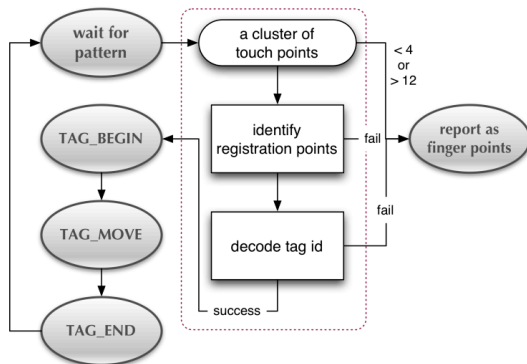 wait for
pattern
a cluster of
touch points
< 4
or
> 12
TAG_BEGIN
identify
registration points
fail
report as
finger points
TAG_MOVE
decode tag id
fail
success
TAG_END